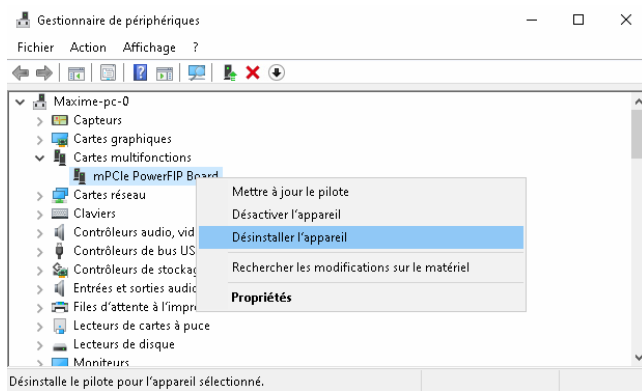 Gestionnaire de périphériques
Fichier Action Affichage ?
Maxime-pc-0
Capteurs
Cartes graphiques
Cartes multifonctions
mPCIe PowerFIP Board
Cartes réseau
Claviers
Contrôleurs audio, vid
Contrôleurs de bus US
Contrôleurs de stockag
Entrées et sorties audio
Files d'attente à l'impre
Lecteurs de cartes à puce
Lecteurs de disque
Moniteurs
Mettre à jour le pilote
Désactiver l'appareil
Désinstaller l'appareil
Rechercher les modifications sur le matériel
Propriétés
Désinstalle le pilote pour l'appareil sélectionné.